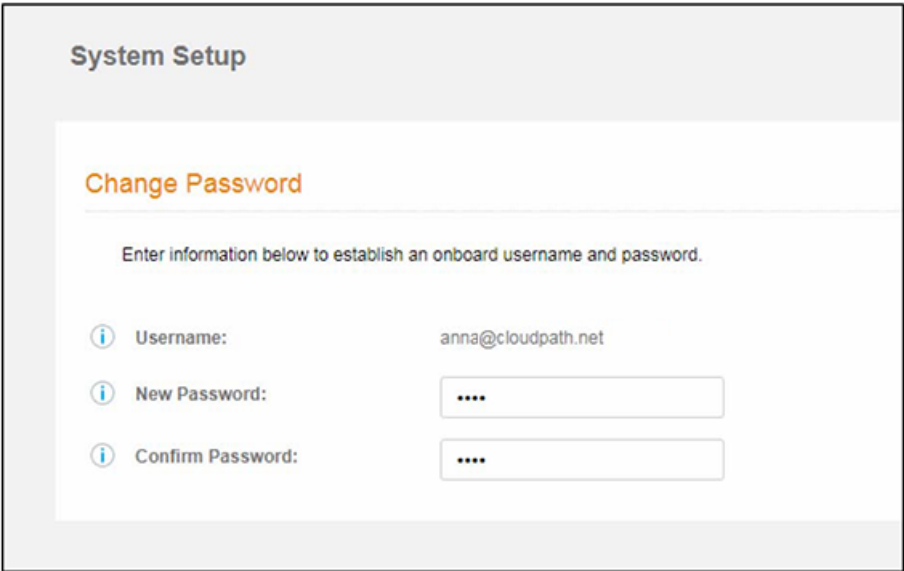 System Setup
Change Password
Enter information below to establish an onboard username and password.
Username: anna@cloudpath.net
New Password: ••••
Confirm Password: ••••